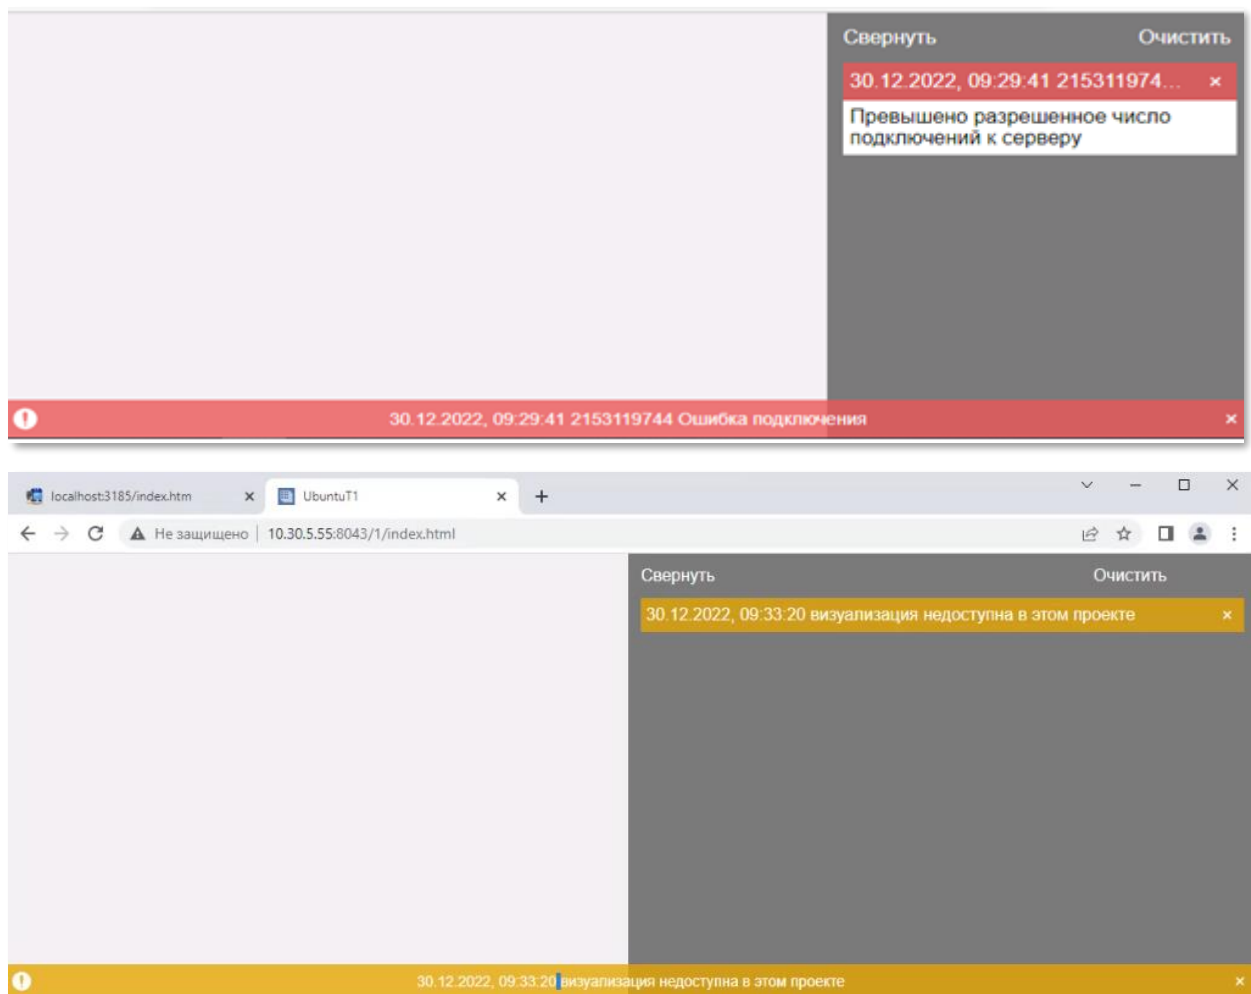 Свернуть
Очистить
30.12.2022, 09:29:41 215311974...
×
Превышено разрешенное число
подключений к серверу
30.12.2022, 09:29:41 2153119744 Ошибка подключения
×
localhost:3185/index.htm
UbuntuT1
Не защищено
10.30.5.55:8043/1/index.html
Свернуть
Очистить
30.12.2022, 09:33:20 визуализация недоступна в этом проекте
×
30.12.2022, 09:33:20 визуализация недоступна в этом проекте
×